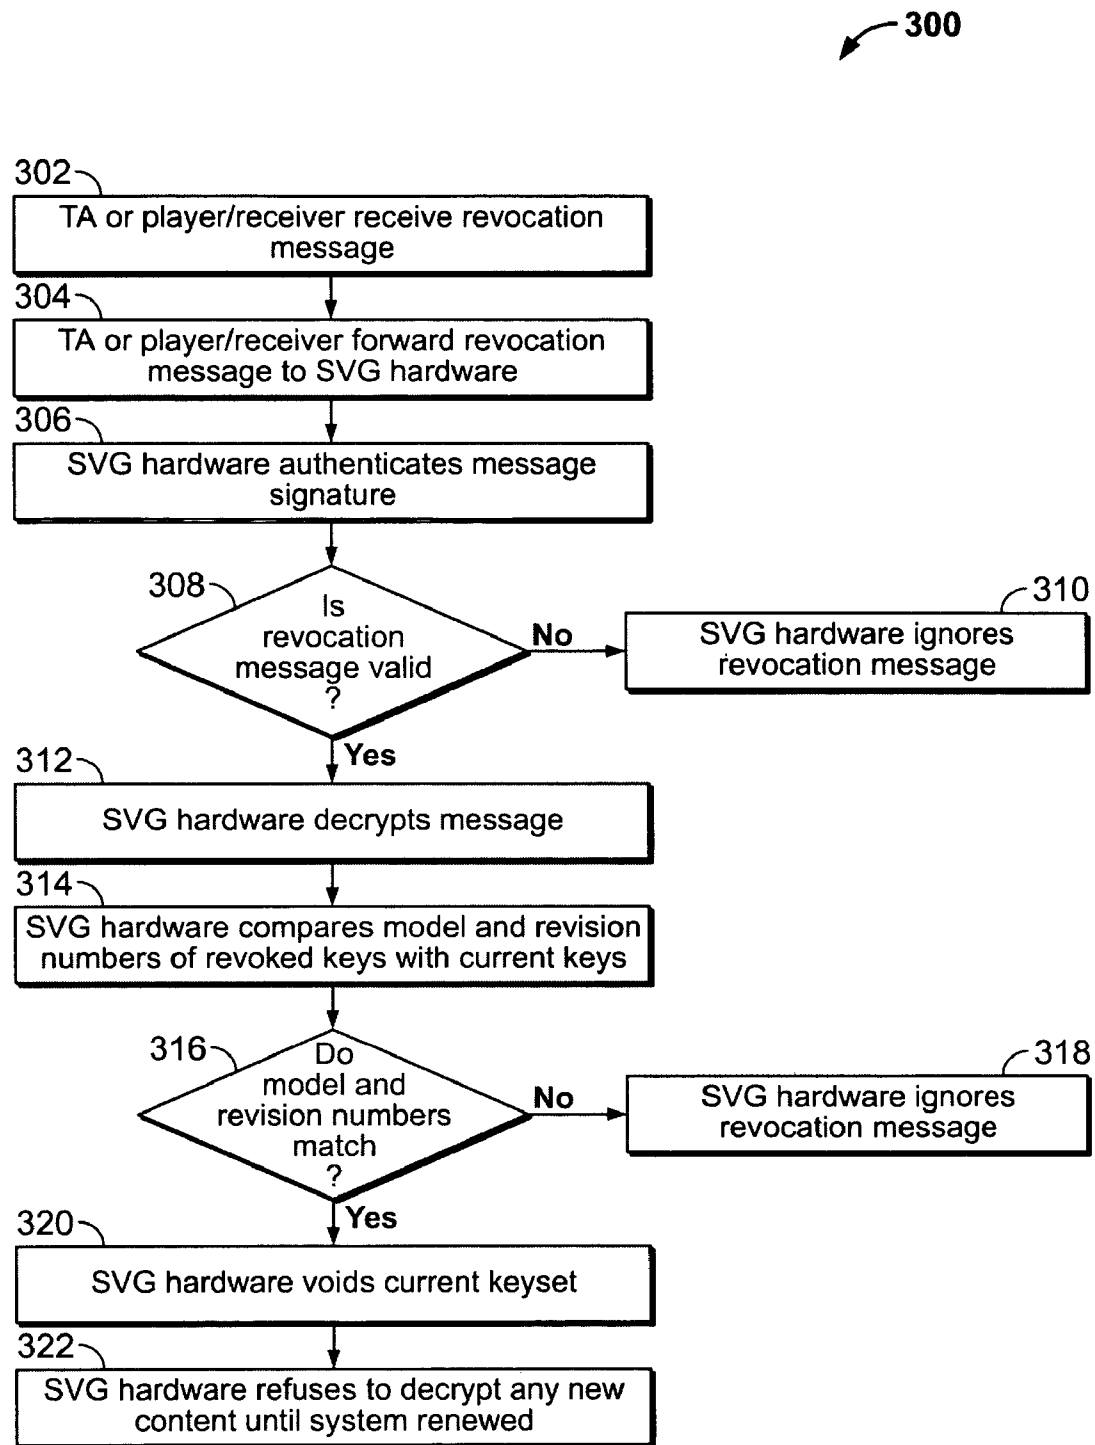 300
302
TA or player/receiver receive revocation
message
304
TA or player/receiver forward revocation
message to SVG hardware
306
SVG hardware authenticates message
signature
308
Is
revocation
message valid
?
No
310
SVG hardware ignores
revocation message
Yes
312
SVG hardware decrypts message
314
SVG hardware compares model and revision
numbers of revoked keys with current keys
316
Do
model and
revision numbers
match
?
No
318
SVG hardware ignores
revocation message
Yes
320
SVG hardware voids current keyset
322
SVG hardware refuses to decrypt any new
content until system renewed